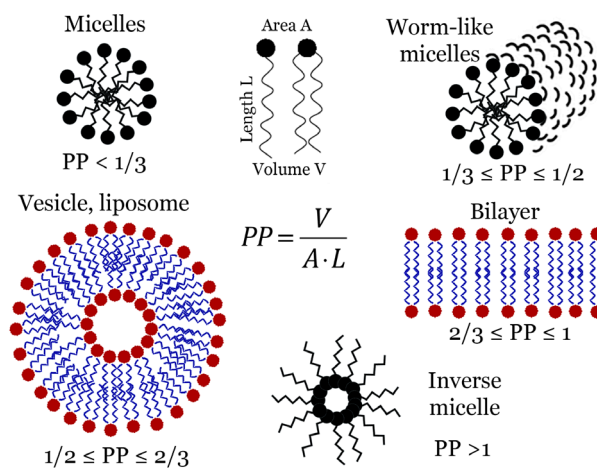 Micelles
PP < 1/3
Area A
Length L
Volume V
Worm-like
micelles
1/3 ≤ PP ≤ 1/2
Vesicle, liposome
1/2 ≤ PP ≤ 2/3
PP = V / A · L
Bilayer
2/3 ≤ PP ≤ 1
Inverse
micelle
PP >1